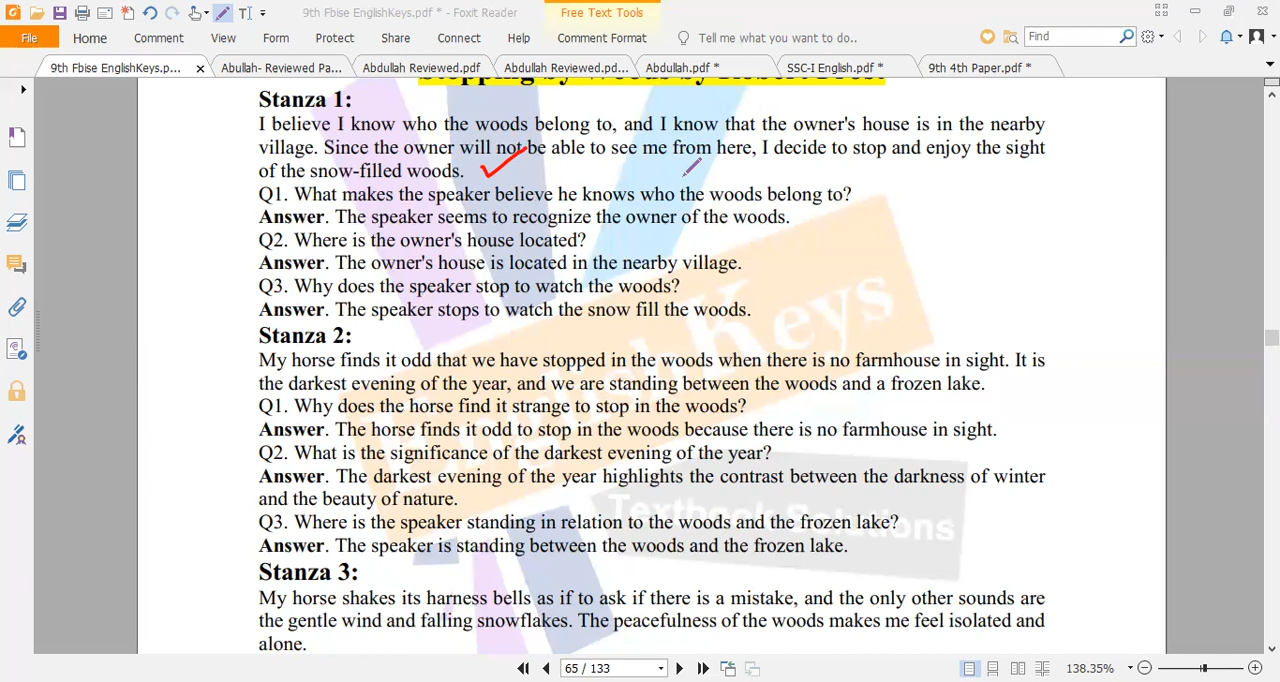 9th Fbise EnglishKeys.pdf * - Foxit Reader
Free Text Tools
File Home Comment View Form Protect Share Connect Help Comment Format Tell me what you want to do.. Find
9th Fbise EnglishKeys.p... × Abullah- Reviewed Pa... Abdullah Reviewed.pdf Abdullah Reviewed.pd... Abdullah.pdf * SSC-I English.pdf * 9th 4th Paper.pdf *
Stopping by Woods by Robert Frost
Stanza 1:
I believe I know who the woods belong to, and I know that the owner's house is in the nearby
village. Since the owner will not be able to see me from here, I decide to stop and enjoy the sight
of the snow-filled woods.
Q1. What makes the speaker believe he knows who the woods belong to?
Answer. The speaker seems to recognize the owner of the woods.
Q2. Where is the owner's house located?
Answer. The owner's house is located in the nearby village.
Q3. Why does the speaker stop to watch the woods?
Answer. The speaker stops to watch the snow fill the woods.
Stanza 2:
My horse finds it odd that we have stopped in the woods when there is no farmhouse in sight. It is
the darkest evening of the year, and we are standing between the woods and a frozen lake.
Q1. Why does the horse find it strange to stop in the woods?
Answer. The horse finds it odd to stop in the woods because there is no farmhouse in sight.
Q2. What is the significance of the darkest evening of the year?
Answer. The darkest evening of the year highlights the contrast between the darkness of winter
and the beauty of nature.
Q3. Where is the speaker standing in relation to the woods and the frozen lake?
Answer. The speaker is standing between the woods and the frozen lake.
Stanza 3:
My horse shakes its harness bells as if to ask if there is a mistake, and the only other sounds are
the gentle wind and falling snowflakes. The peacefulness of the woods makes me feel isolated and
alone.
English Keys
Textbook Solutions
65 / 133
138.35%